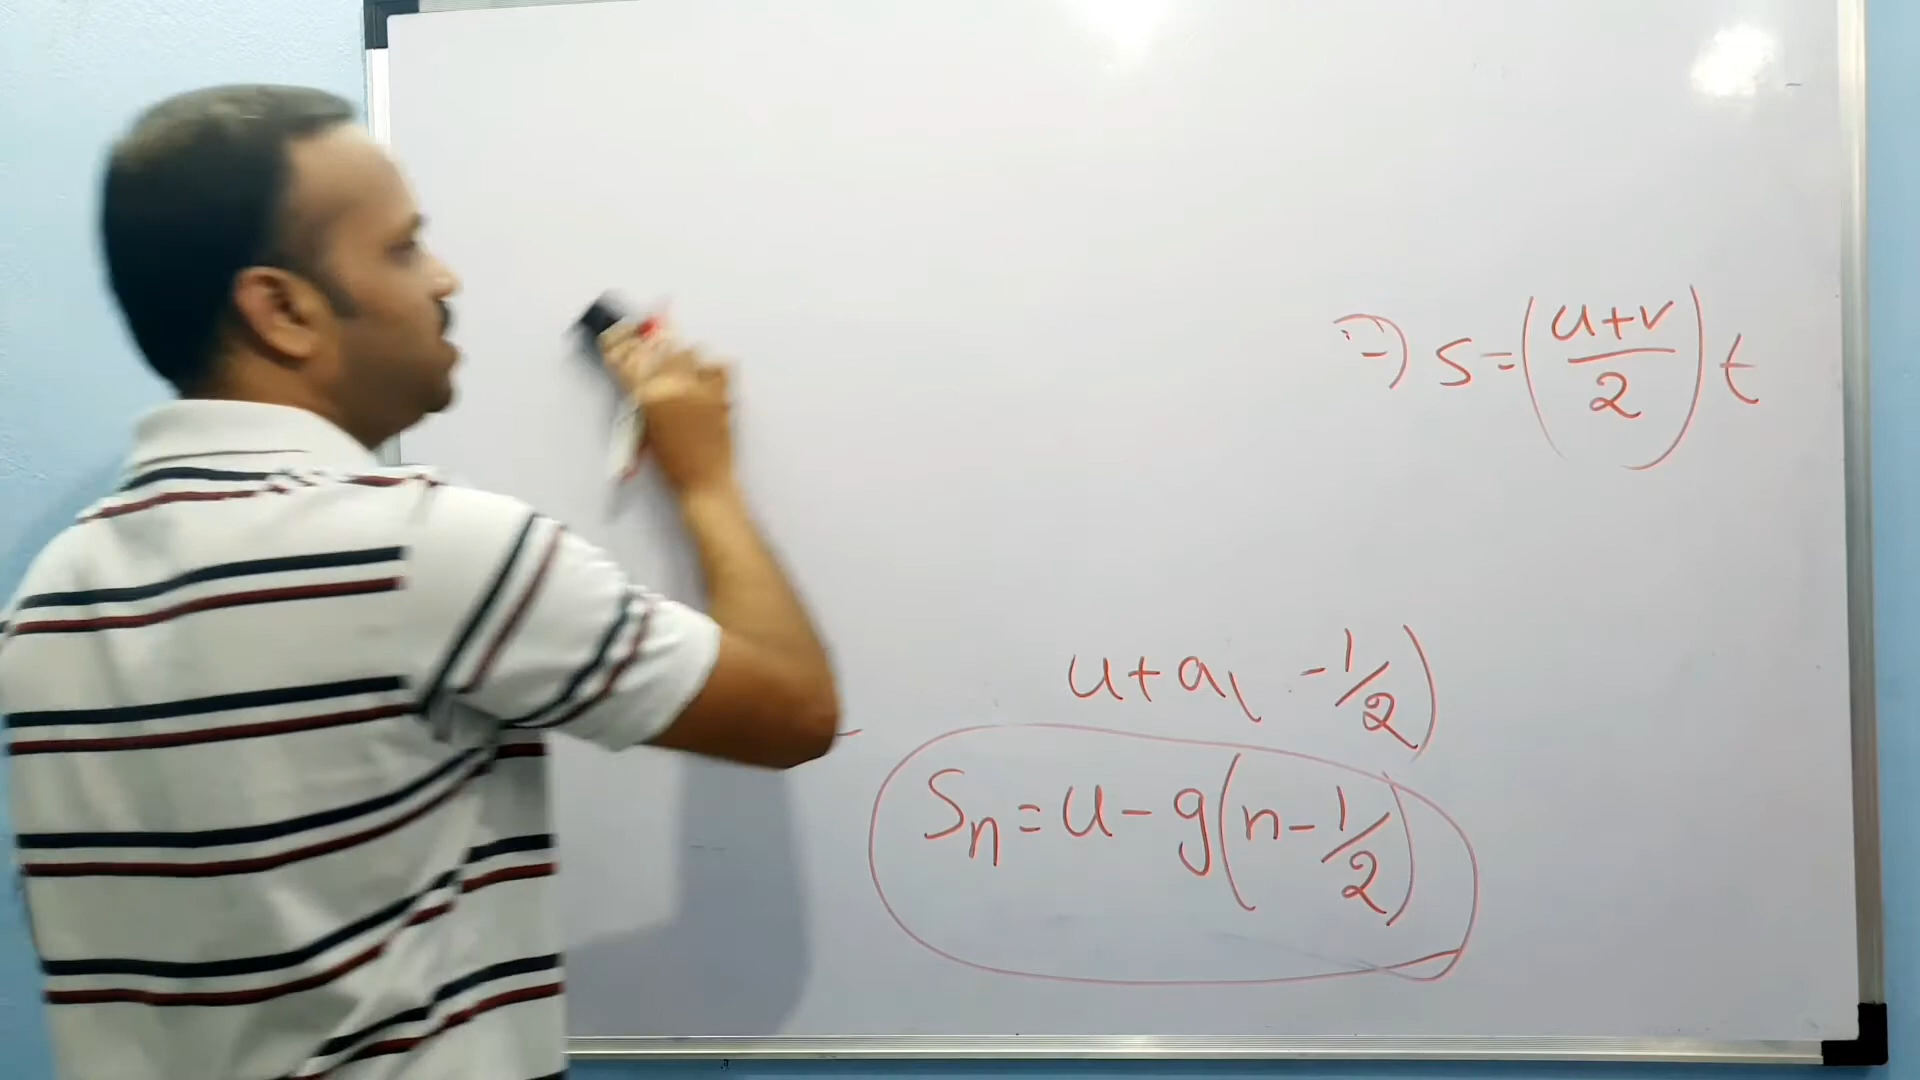 =) S = (u+v/2) t
u+a( - 1/2)
Sn = u - g(n - 1/2)